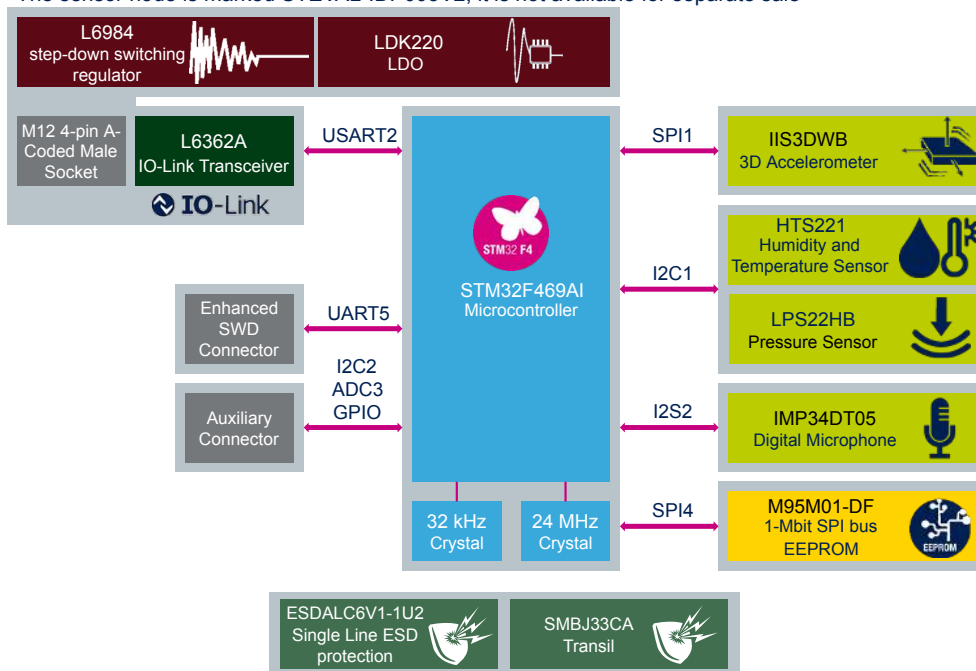 L6984
step-down switching
regulator
LDK220
LDO
M12 4-pin A-
Coded Male
Socket
L6362A
IO-Link Transceiver
IO-Link
USART2
SPI1
IIS3DWB
3D Accelerometer
STM32 F4
STM32F469AI
Microcontroller
HTS221
Humidity and
Temperature Sensor
I2C1
LPS22HB
Pressure Sensor
Enhanced
SWD
Connector
UART5
I2C2
ADC3
GPIO
Auxiliary
Connector
I2S2
IMP34DT05
Digital Microphone
32 kHz
Crystal
24 MHz
Crystal
SPI4
M95M01-DF
1-Mbit SPI bus
EEPROM
EEPROM
ESDALC6V1-1U2
Single Line ESD
protection
SMBJ33CA
Transil